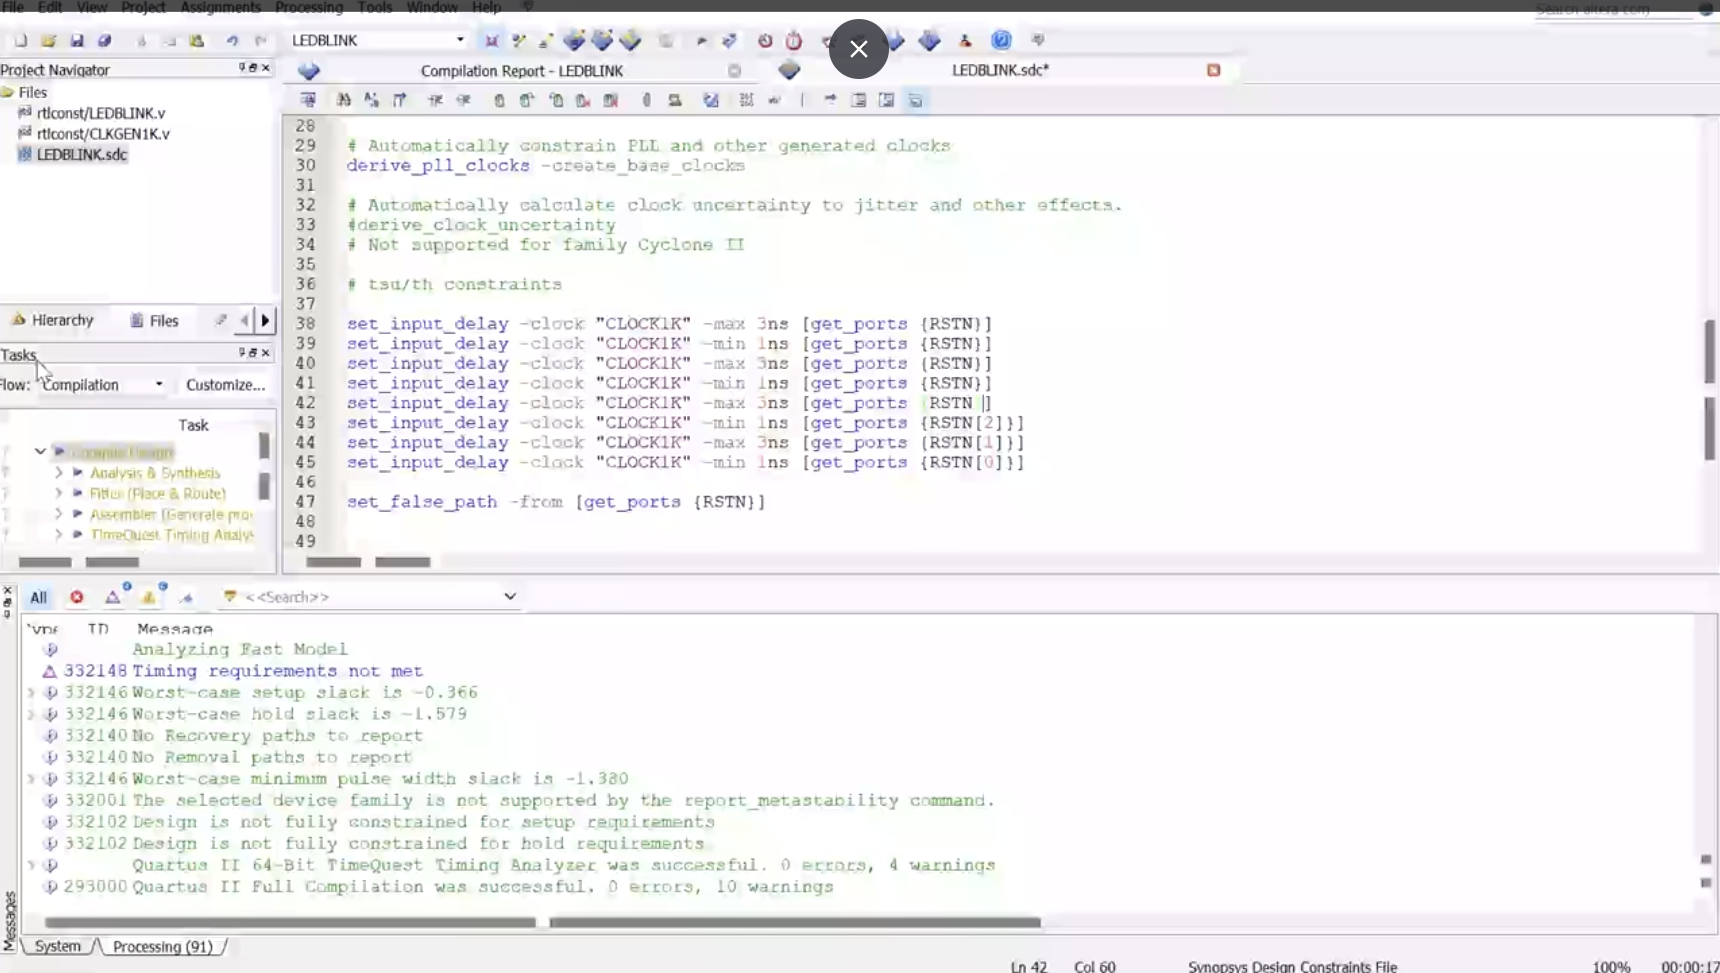 File Edit View Project Assignments Processing Tools Window Help
Search altera.com
LEDBLINK
Project Navigator
Compilation Report - LEDBLINK
LEDBLINK.sdc*
Files
rtlconst/LEDBLINK.v
rtlconst/CLKGEN1K.v
LEDBLINK.sdc
28
29 # Automatically constrain PLL and other generated clocks
30 derive_pll_clocks -create_base_clocks
31
32 # Automatically calculate clock uncertainty to jitter and other effects.
33 #derive_clock_uncertainty
34 # Not supported for family Cyclone II
35
36 # tsu/th constraints
37
38 set_input_delay -clock "CLOCK1K" -max 3ns [get_ports {RSTN}]
39 set_input_delay -clock "CLOCK1K" -min 1ns [get_ports {RSTN}]
40 set_input_delay -clock "CLOCK1K" -max 3ns [get_ports {RSTN}]
41 set_input_delay -clock "CLOCK1K" -min 1ns [get_ports {RSTN}]
42 set_input_delay -clock "CLOCK1K" -max 3ns [get_ports {RSTN ]
43 set_input_delay -clock "CLOCK1K" -min 1ns [get_ports {RSTN[2]}]
44 set_input_delay -clock "CLOCK1K" -max 3ns [get_ports {RSTN[1]}]
45 set_input_delay -clock "CLOCK1K" -min 1ns [get_ports {RSTN[0]}]
46
47 set_false_path -from [get_ports {RSTN}]
48
49
Hierarchy Files
Tasks
Flow: Compilation Customize...
Task
Compile Design
Analysis & Synthesis
Fitter (Place & Route)
Assembler (Generate pro
TimeQuest Timing Analys
All <<Search>>
Type ID Message
Analyzing Fast Model
332148 Timing requirements not met
332146 Worst-case setup slack is -0.366
332146 Worst-case hold slack is -1.579
332140 No Recovery paths to report
332140 No Removal paths to report
332146 Worst-case minimum pulse width slack is -1.380
332001 The selected device family is not supported by the report_metastability command.
332102 Design is not fully constrained for setup requirements
332102 Design is not fully constrained for hold requirements
Quartus II 64-Bit TimeQuest Timing Analyzer was successful. 0 errors, 4 warnings
293000 Quartus II Full Compilation was successful. 0 errors, 10 warnings
Messages
System Processing (91)
Ln 42 Col 60 Synopsys Design Constraints File 100% 00:00:17